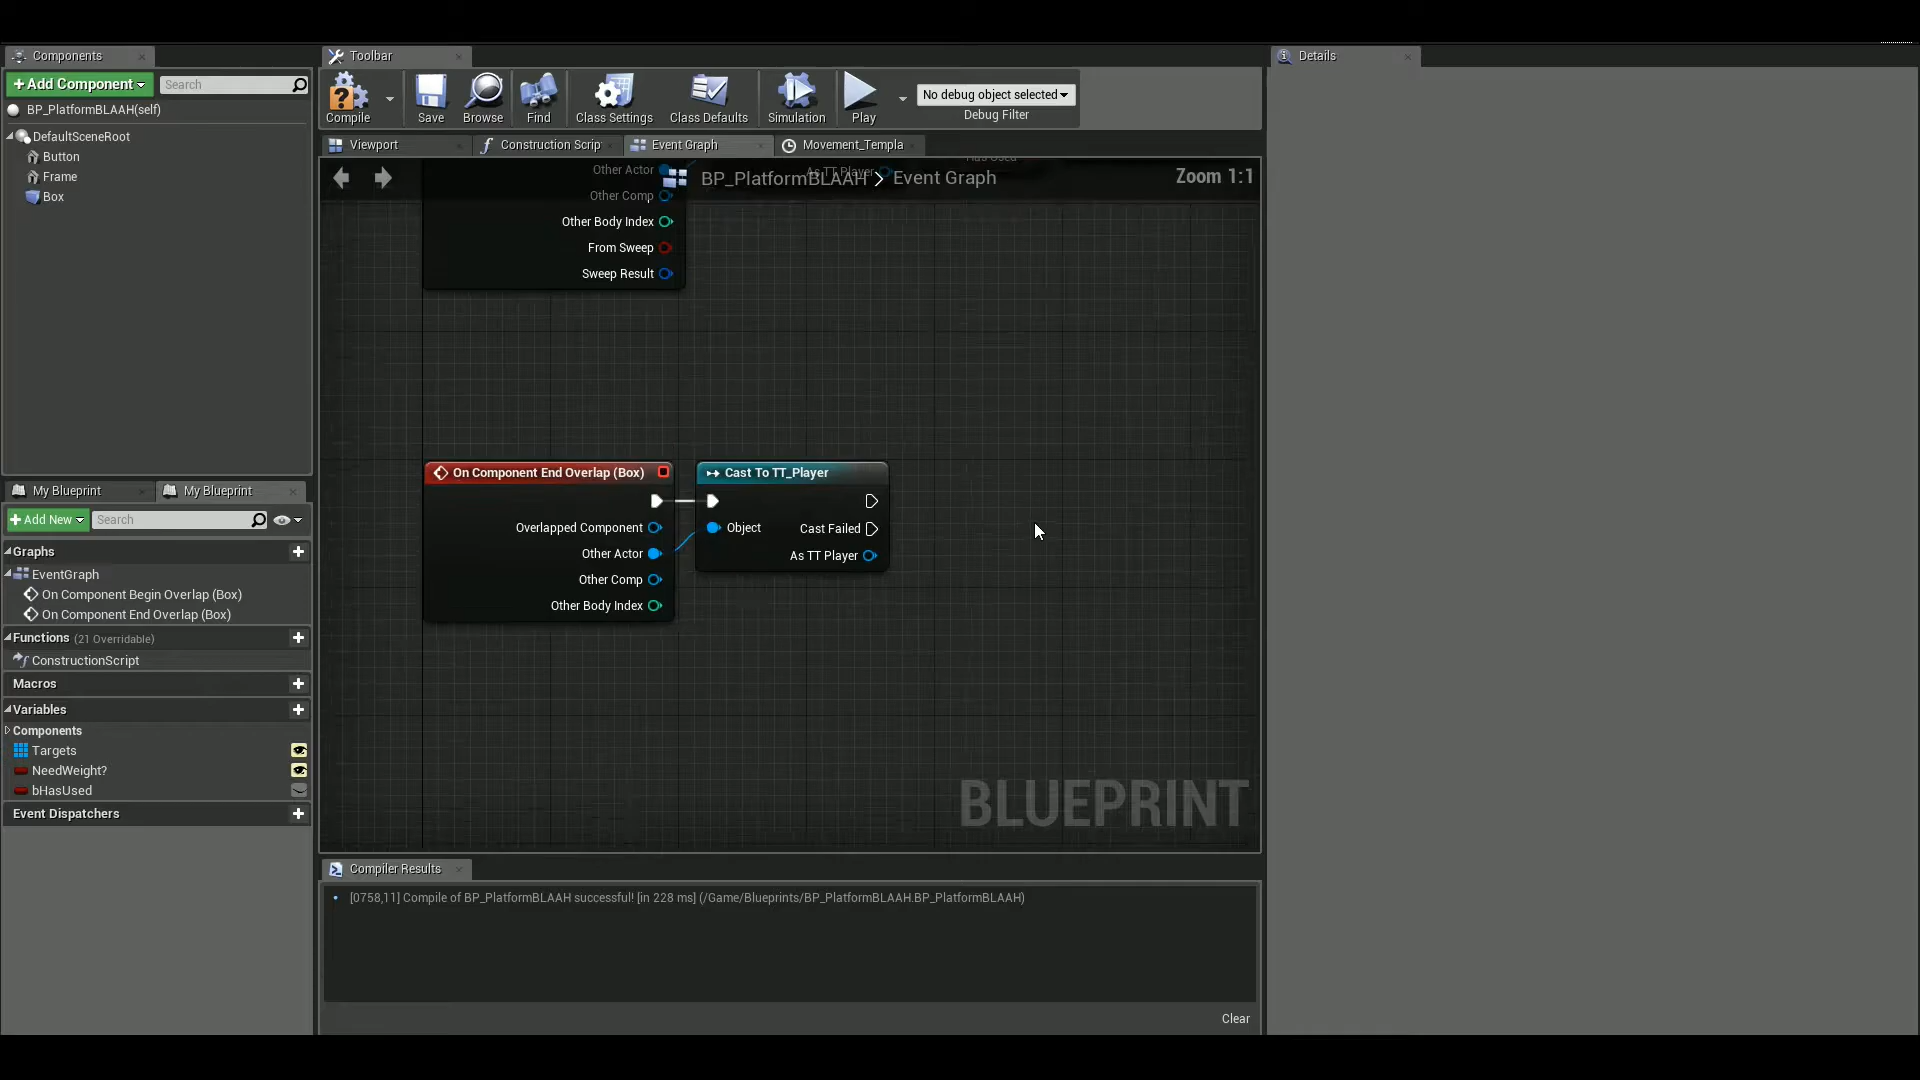 Components
Toolbar
Details
+ Add Component
Search
BP_PlatformBLAAH(self)
DefaultSceneRoot
Button
Frame
Box
Compile
Save
Browse
Find
Class Settings
Class Defaults
Simulation
Play
No debug object selected
Debug Filter
Viewport
Construction Scrip
Event Graph
Movement_Templa
BP_PlatformBLAAH > Event Graph
Zoom 1:1
Has Used
Other Actor
As TT Player
Other Comp
Other Body Index
From Sweep
Sweep Result
On Component End Overlap (Box)
Overlapped Component
Other Actor
Other Comp
Other Body Index
Cast To TT_Player
Object
Cast Failed
As TT Player
BLUEPRINT
My Blueprint
My Blueprint
+ Add New
Search
Graphs
EventGraph
On Component Begin Overlap (Box)
On Component End Overlap (Box)
Functions (21 Overridable)
ConstructionScript
Macros
Variables
Components
Targets
NeedWeight?
bHasUsed
Event Dispatchers
Compiler Results
[0758,11] Compile of BP_PlatformBLAAH successful! [in 228 ms] (/Game/Blueprints/BP_PlatformBLAAH.BP_PlatformBLAAH)
Clear